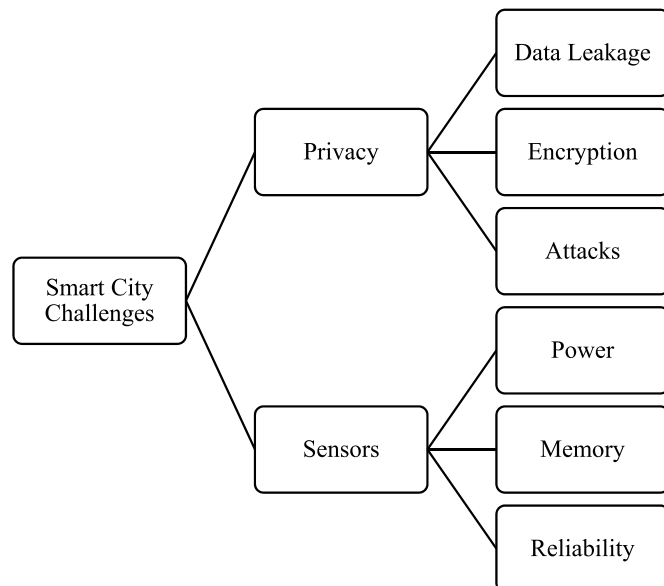 Data Leakage
Privacy
Encryption
Attacks
Smart City
Challenges
Power
Sensors
Memory
Reliability